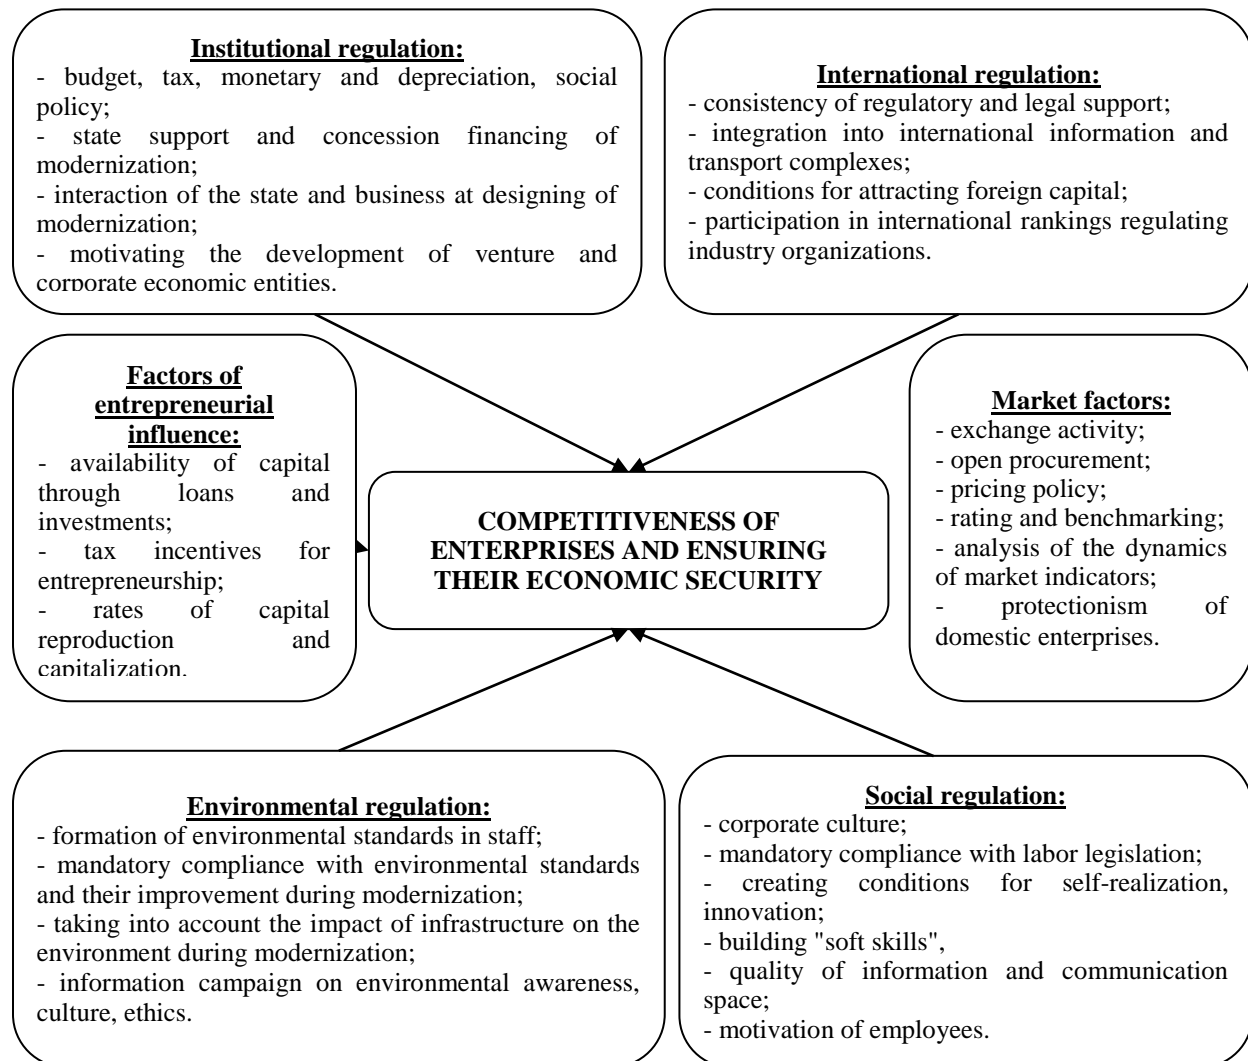 Institutional regulation:
- budget, tax, monetary and depreciation, social
policy;
- state support and concession financing of
modernization;
- interaction of the state and business at designing of
modernization;
- motivating the development of venture and
corporate economic entities.
International regulation:
- consistency of regulatory and legal support;
- integration into international information and
transport complexes;
- conditions for attracting foreign capital;
- participation in international rankings regulating
industry organizations.
Factors of
entrepreneurial
influence:
- availability of capital
through loans and
investments;
- tax incentives for
entrepreneurship;
- rates of capital
reproduction and
capitalization.
COMPETITIVENESS OF
ENTERPRISES AND ENSURING
THEIR ECONOMIC SECURITY
Market factors:
- exchange activity;
- open procurement;
- pricing policy;
- rating and benchmarking;
- analysis of the dynamics
of market indicators;
- protectionism of
domestic enterprises.
Environmental regulation:
- formation of environmental standards in staff;
- mandatory compliance with environmental standards
and their improvement during modernization;
- taking into account the impact of infrastructure on the
environment during modernization;
- information campaign on environmental awareness,
culture, ethics.
Social regulation:
- corporate culture;
- mandatory compliance with labor legislation;
- creating conditions for self-realization,
innovation;
- building "soft skills",
- quality of information and communication
space;
- motivation of employees.